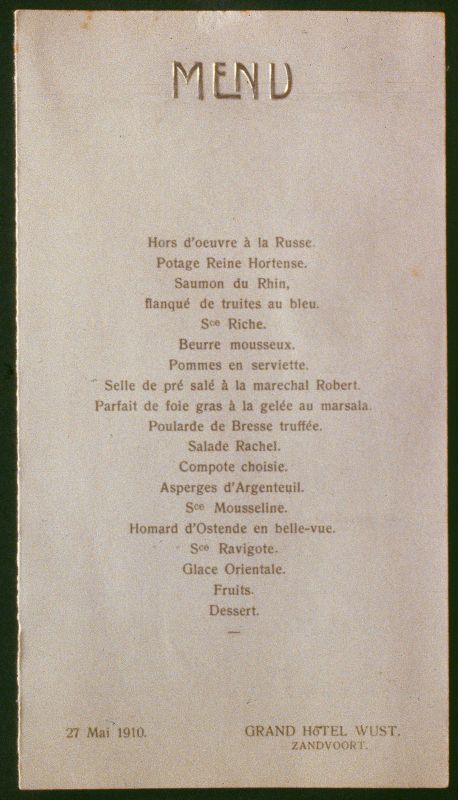 MENU
Hors d'oeuvre à la Russe.
Potage Reine Hortense.
Saumon du Rhin,
flanqué de truites au bleu.
Sce Riche.
Beurre mousseux.
Pommes en serviette.
Selle de pré salé à la marechal Robert.
Parfait de foie gras à la gelée au marsala.
Poularde de Bresse truffée.
Salade Rachel.
Compote choisie.
Asperges d'Argenteuil.
Sce Mousseline.
Homard d'Ostende en belle-vue.
Sce Ravigote.
Glace Orientale.
Fruits.
Dessert.
27 Mai 1910.
GRAND HÔTEL WUST.
ZANDVOORT.